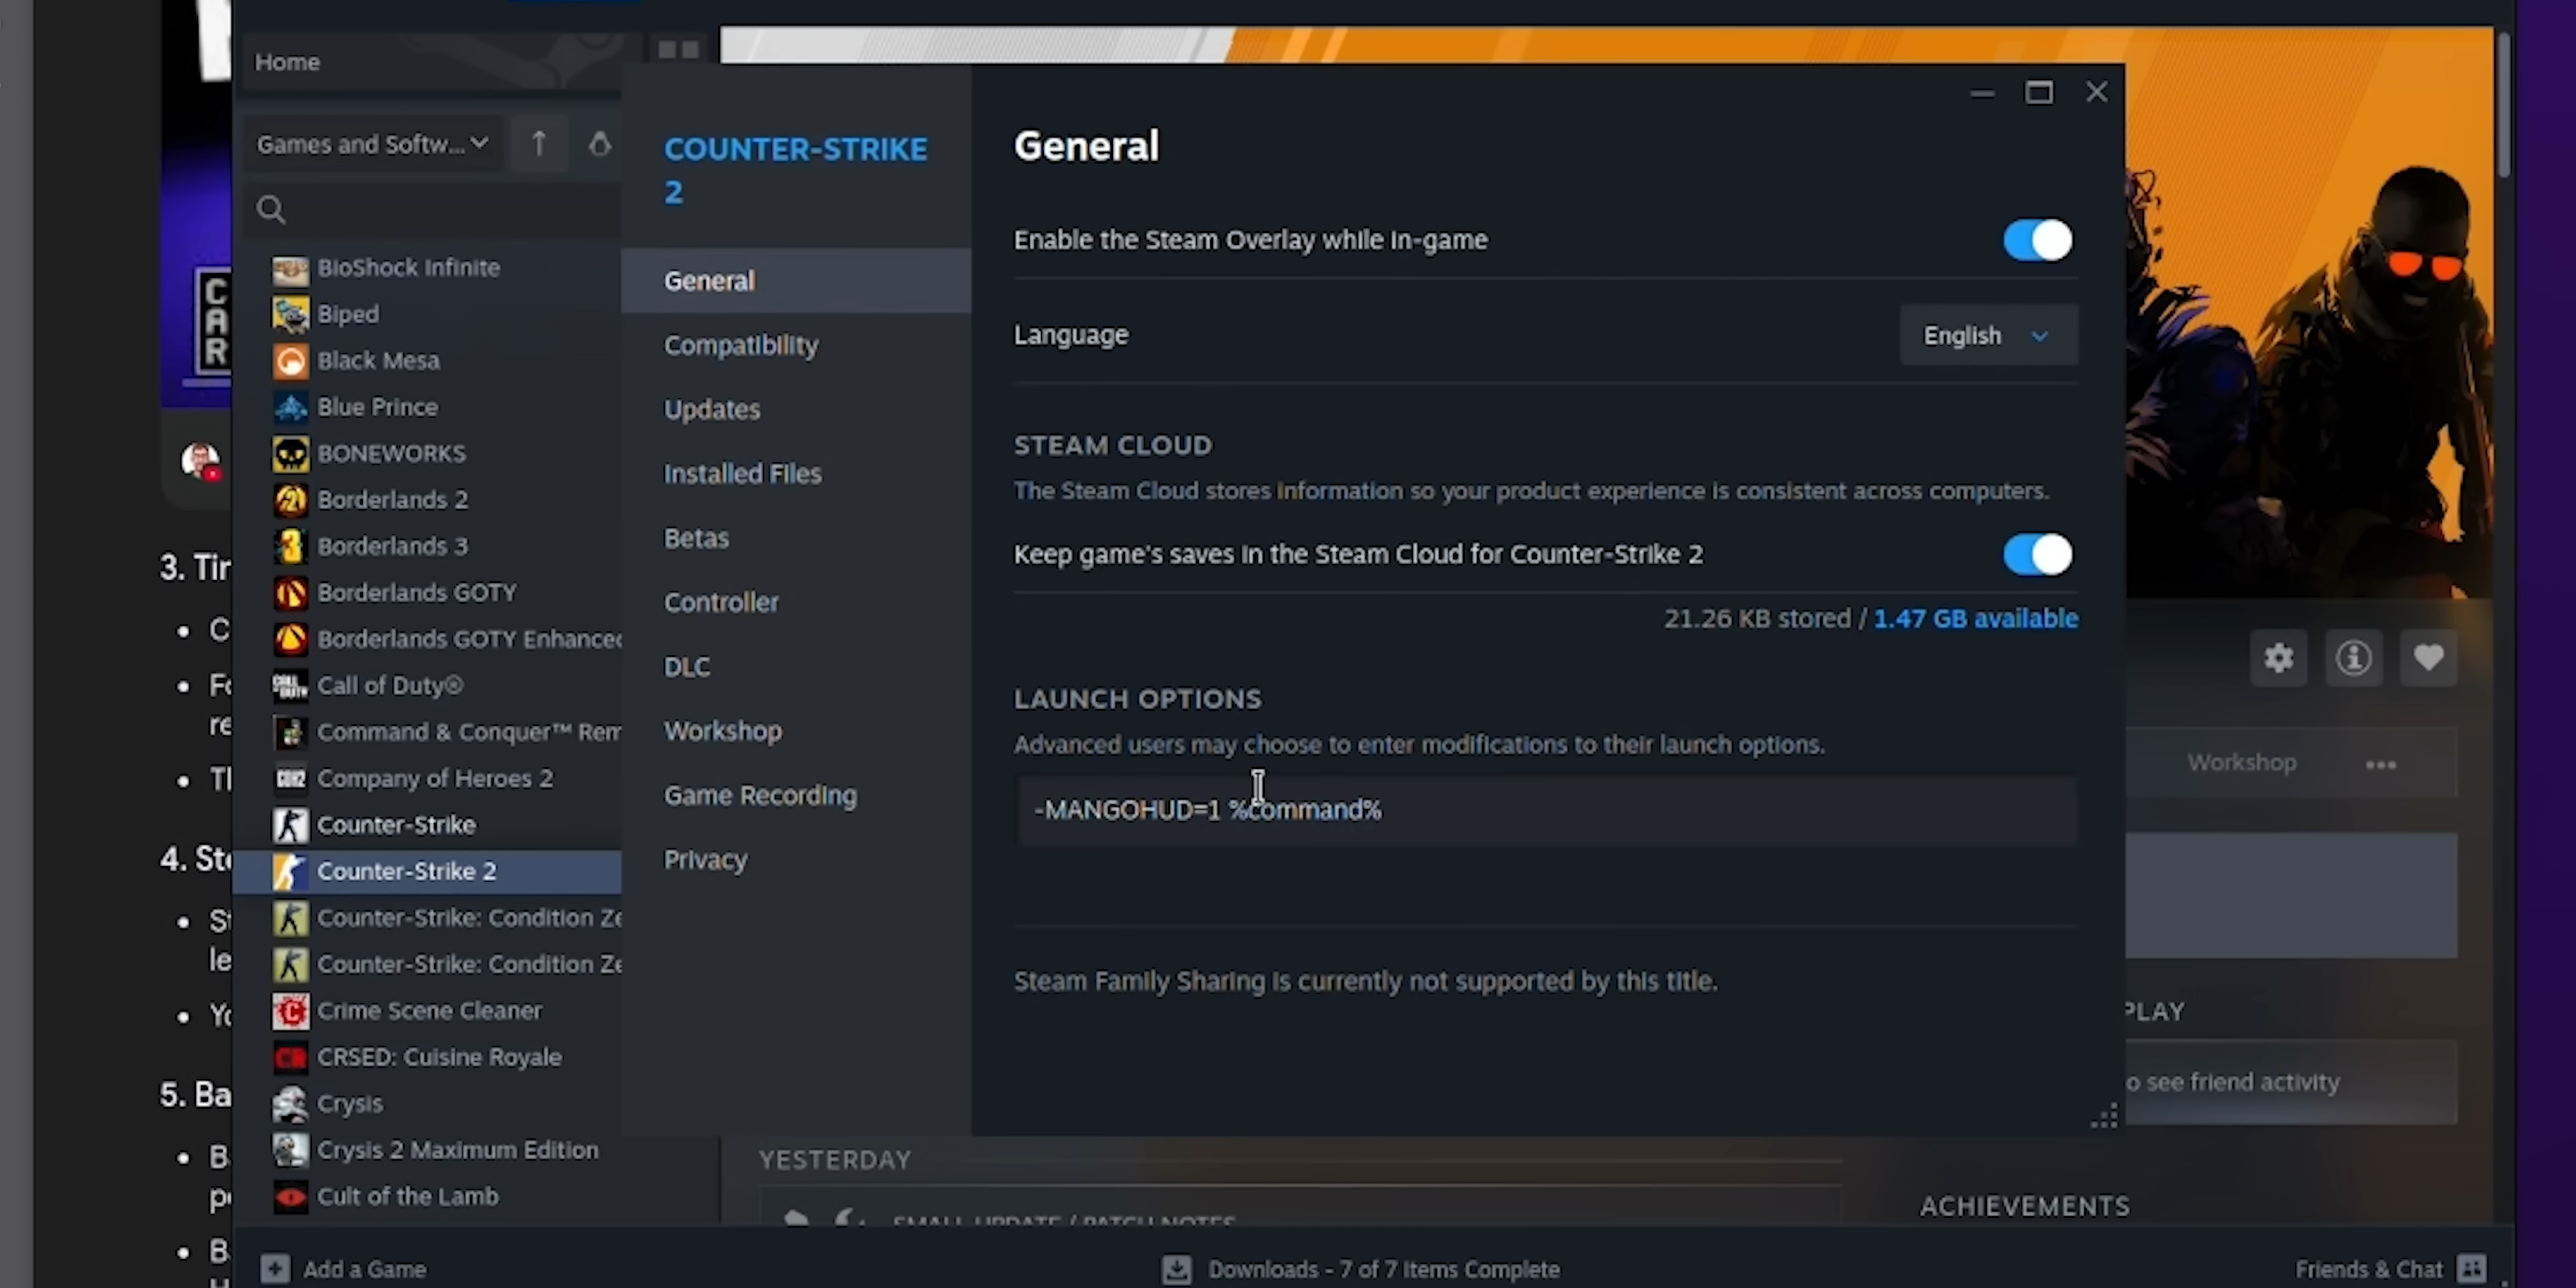 Home
Games and Softw...
BioShock Infinite
Biped
Black Mesa
Blue Prince
BONEWORKS
Borderlands 2
Borderlands 3
Borderlands GOTY
Borderlands GOTY Enhanced
Call of Duty®
Command & Conquer™ Rem
Company of Heroes 2
Counter-Strike
Counter-Strike 2
Counter-Strike: Condition Ze
Counter-Strike: Condition Ze
Crime Scene Cleaner
CRSED: Cuisine Royale
Crysis
Crysis 2 Maximum Edition
Cult of the Lamb
Add a Game
COUNTER-STRIKE
2
General
Compatibility
Updates
Installed Files
Betas
Controller
DLC
Workshop
Game Recording
Privacy
General
Enable the Steam Overlay while in-game
Language
English
STEAM CLOUD
The Steam Cloud stores information so your product experience is consistent across computers.
Keep game's saves in the Steam Cloud for Counter-Strike 2
21.26 KB stored / 1.47 GB available
LAUNCH OPTIONS
Advanced users may choose to enter modifications to their launch options.
-MANGOHUD=1 %command%
Steam Family Sharing is currently not supported by this title.
Workshop
PLAY
o see friend activity
YESTERDAY
SMALL UPDATE / PATCH NOTES
ACHIEVEMENTS
Downloads - 7 of 7 Items Complete
Friends & Chat
3. Tir
4. Ste
5. Ba